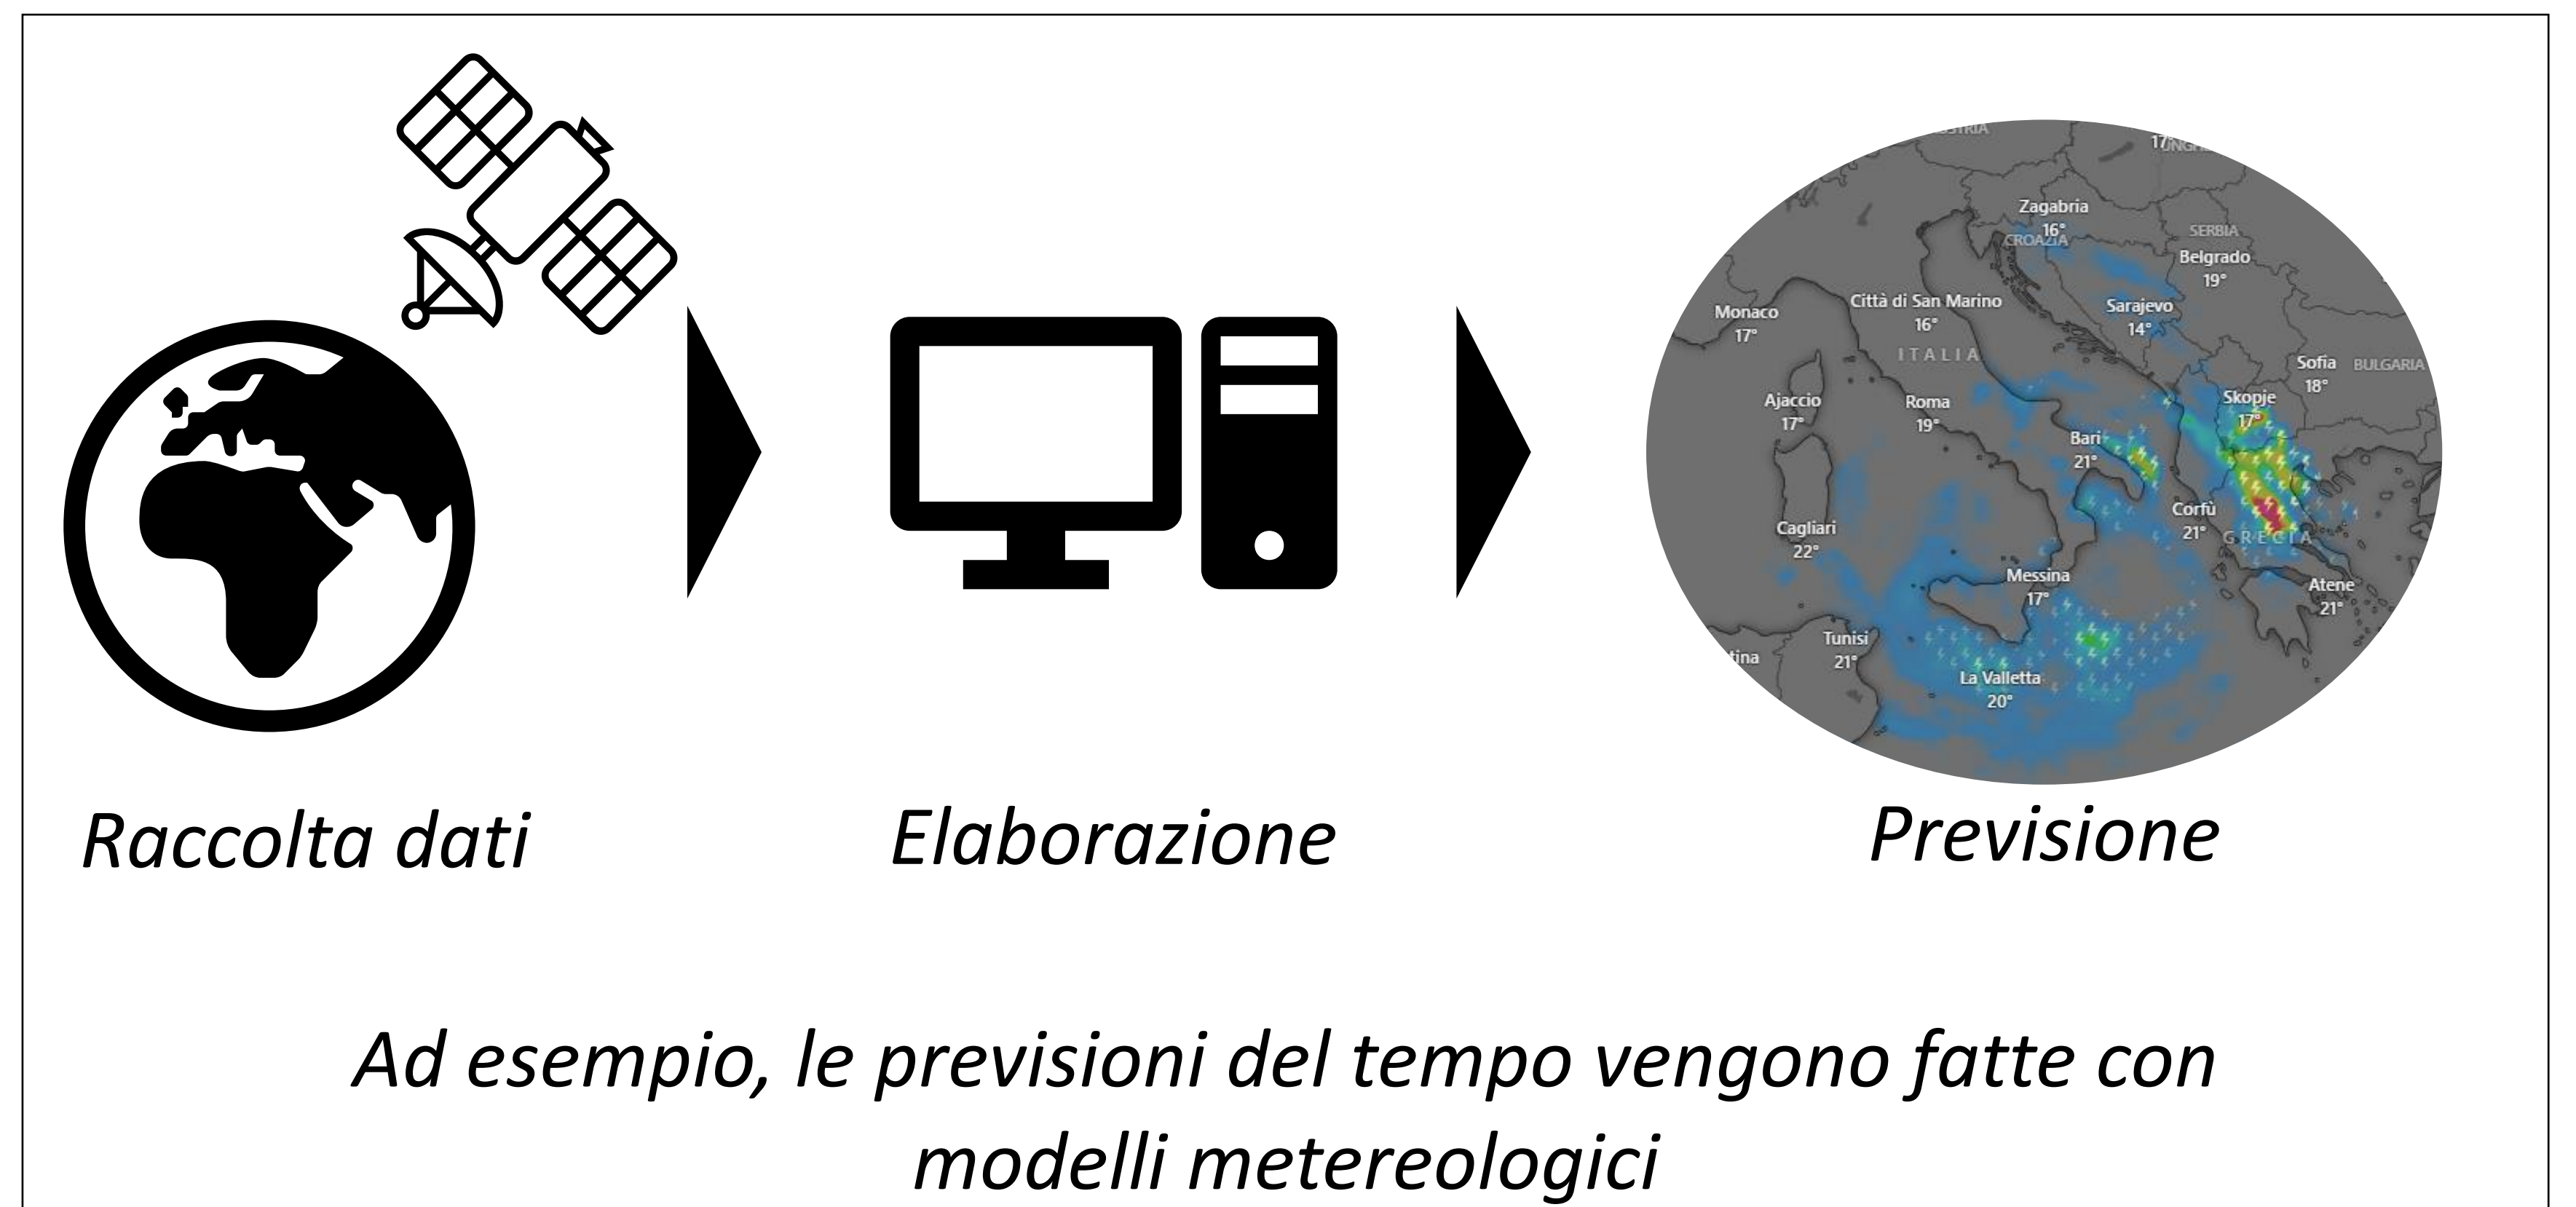 Zagabria
16°
CROAZIA
SERBIA
Belgrado
19°
Sarajevo
14°
Monaco
17°
Città di San Marino
16°
ITALIA
Sofia
18°
BULGARIA
Skopje
17°
Ajaccio
17°
Roma
19°
Bari
21°
Corfù
21°
GRECIA
Cagliari
22°
Messina
17°
Atene
21°
Tunisi
21°
La Valletta
20°
17°
Raccolta dati
Elaborazione
Previsione
Ad esempio, le previsioni del tempo vengono fatte con
modelli metereologici